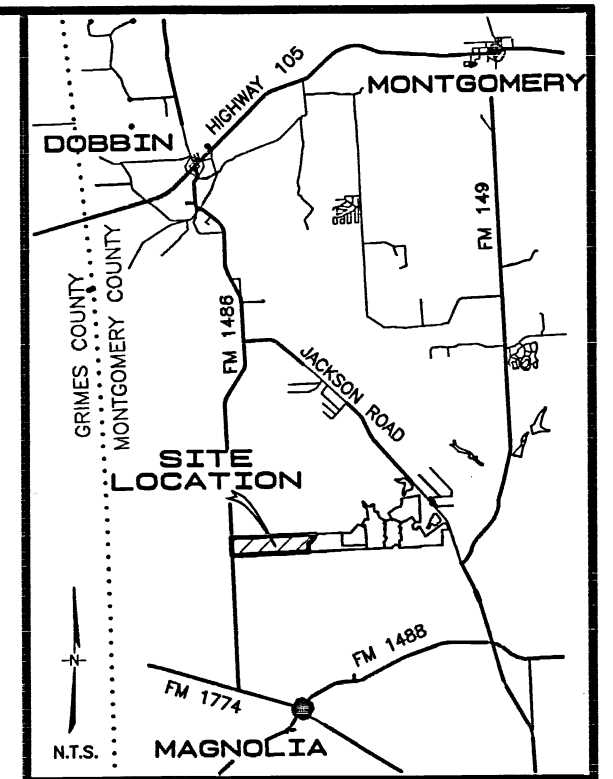 MONTGOMERY
HIGHWAY 105
DOBBIN
FM 149
GRIMES COUNTY
MONTGOMERY COUNTY
FM 1486
JACKSON ROAD
SITE
LOCATION
N
FM 1488
FM 1774
N.T.S.
MAGNOLIA